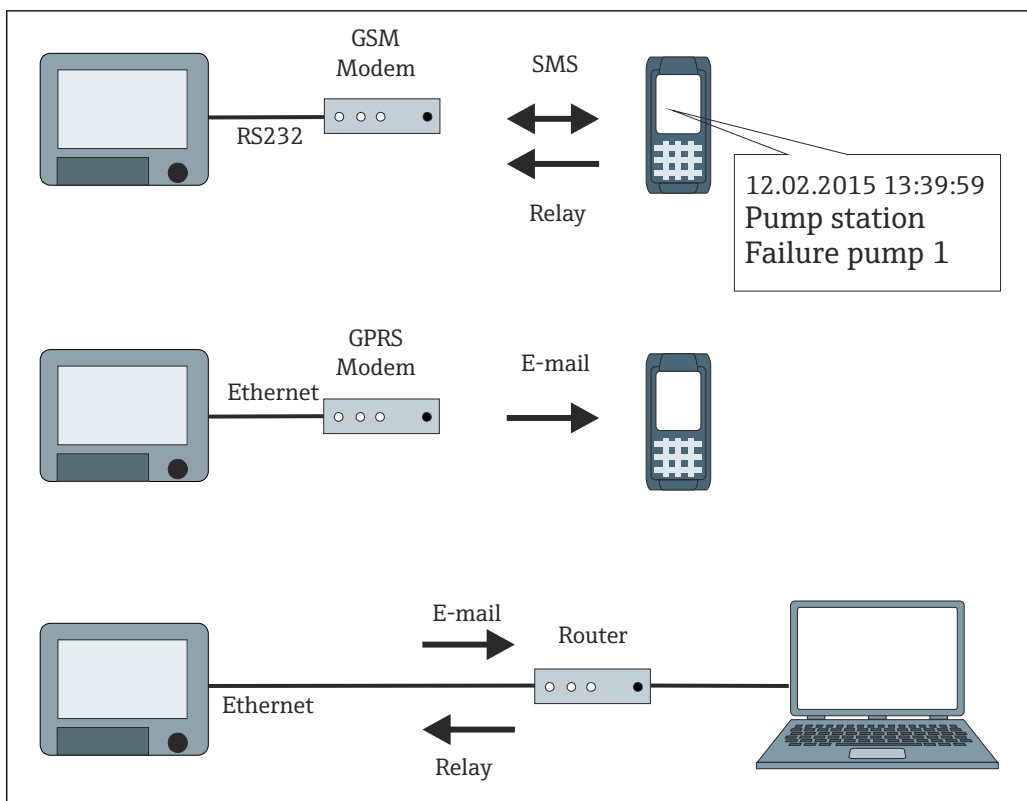 GSM
Modem
SMS
RS232
Relay
12.02.2015 13:39:59
Pump station
Failure pump 1
GPRS
Modem
E-mail
Ethernet
E-mail
Router
Ethernet
Relay